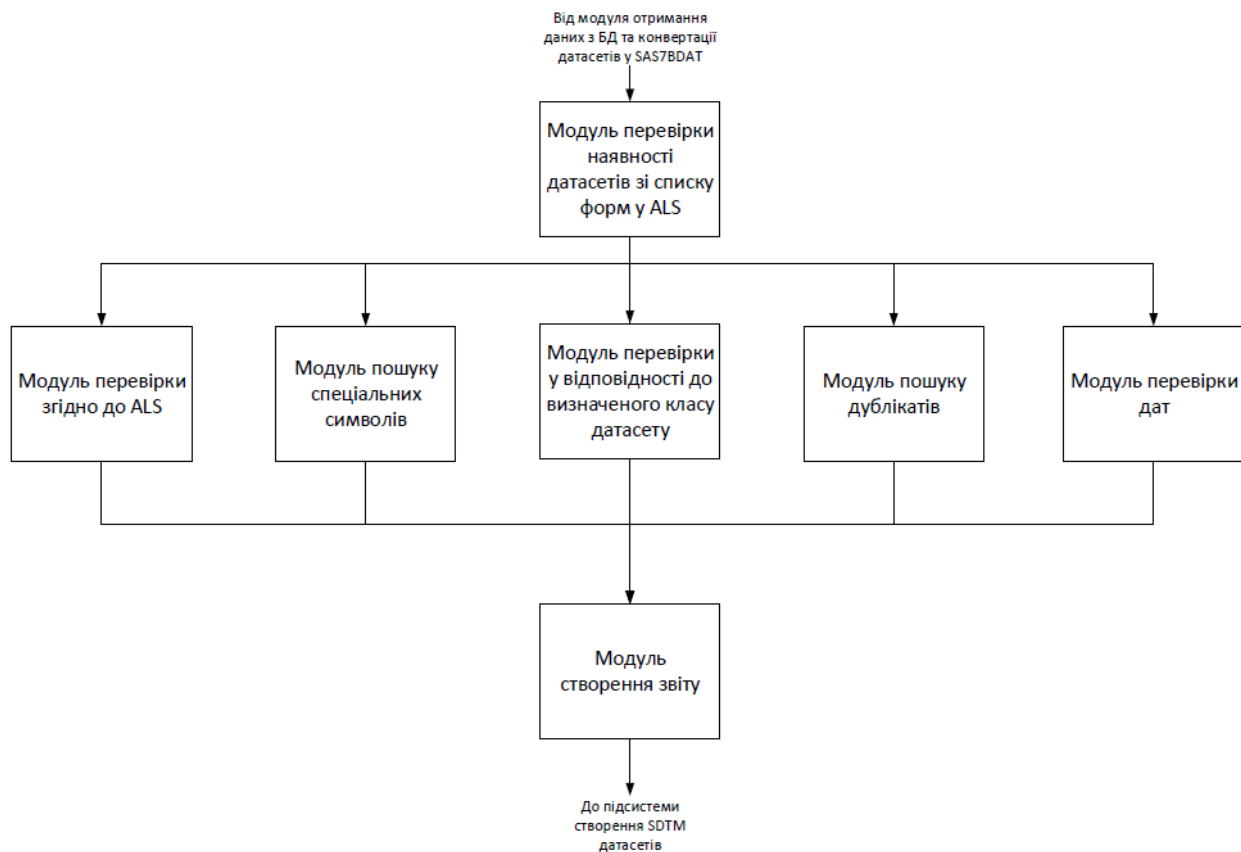 Від модуля отримання
даних з БД та конвертації
датасетів у SAS7BDAT
Модуль перевірки
наявності
датасетів зі списку
форм у ALS
Модуль перевірки
згідно до ALS
Модуль пошуку
спеціальних
символів
Модуль перевірки
у відповідності до
визначеного класу
датасету
Модуль пошуку
дублікатів
Модуль перевірки
дат
Модуль
створення звіту
До підсистеми
створення SDTM
датасетів